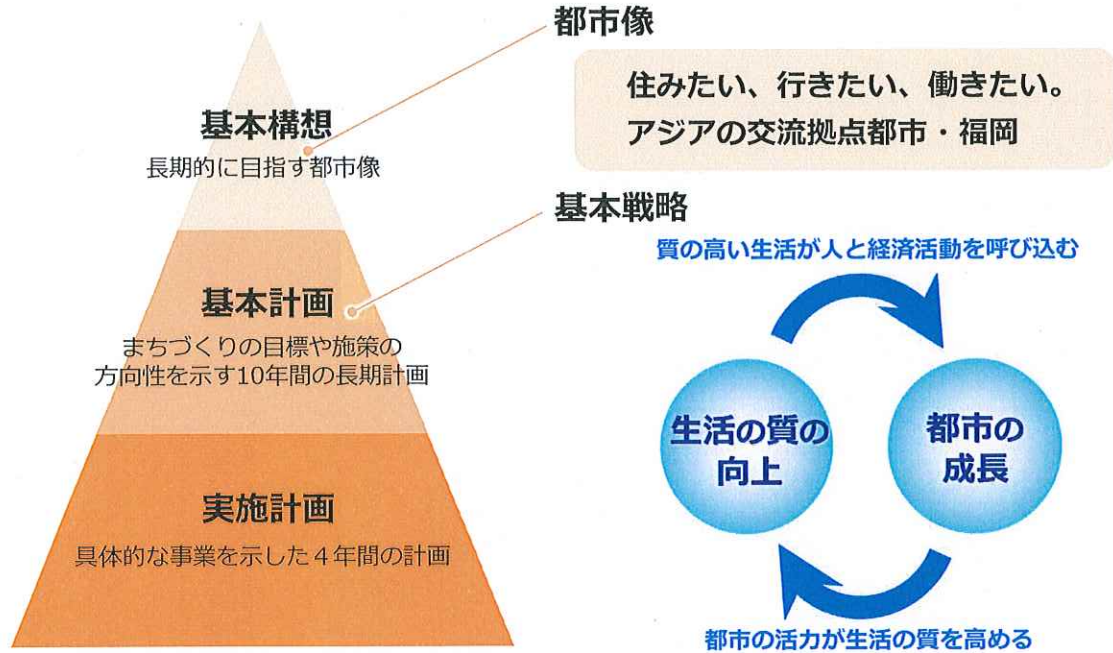 都市像
住みたい、行きたい、働きたい。
アジアの交流拠点都市・福岡
基本構想
長期的に目指す都市像
基本戦略
質の高い生活が人と経済活動を呼び込む
基本計画
まちづくりの目標や施策の
方向性を示す10年間の長期計画
生活の質の
向上
都市の
成長
実施計画
具体的な事業を示した４年間の計画
都市の活力が生活の質を高める